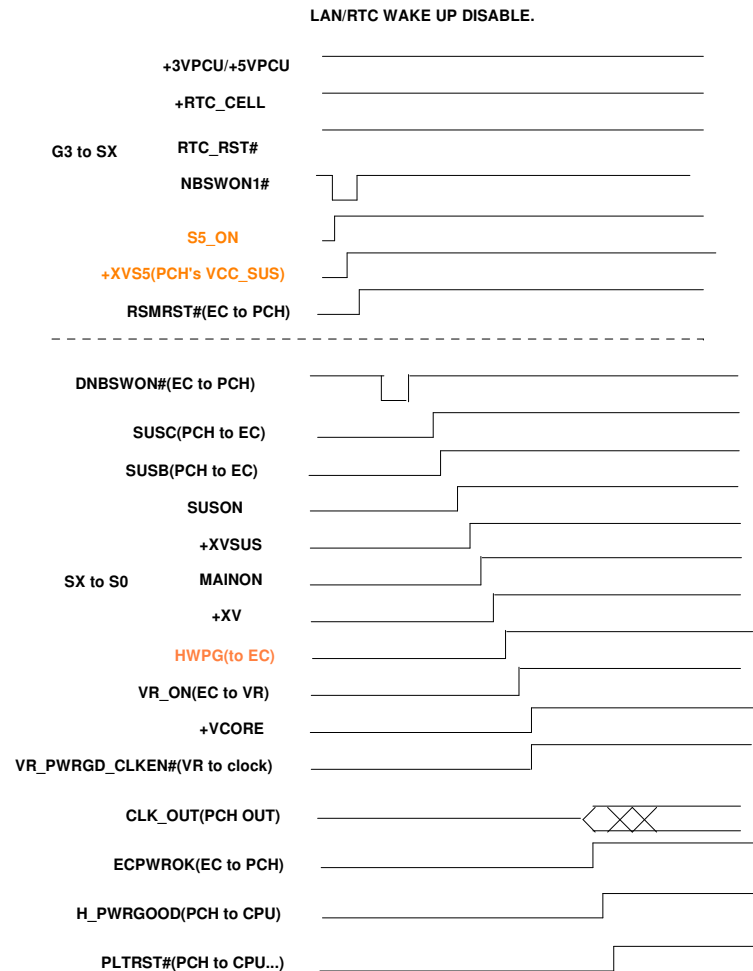 LAN/RTC WAKE UP DISABLE.
+3VPCU/+5VPCU
+RTC_CELL
G3 to SX
RTC_RST#
NBSWON1#
S5_ON
+XVS5(PCH's VCC_SUS)
RSMRST#(EC to PCH)
DNBSWON#(EC to PCH)
SUSC(PCH to EC)
SUSB(PCH to EC)
SUSON
+XVSUS
SX to S0
MAINON
+XV
HWPG(to EC)
VR_ON(EC to VR)
+VCORE
VR_PWRGD_CLKEN#(VR to clock)
CLK_OUT(PCH OUT)
ECPWROK(EC to PCH)
H_PWRGOOD(PCH to CPU)
PLTRST#(PCH to CPU...)